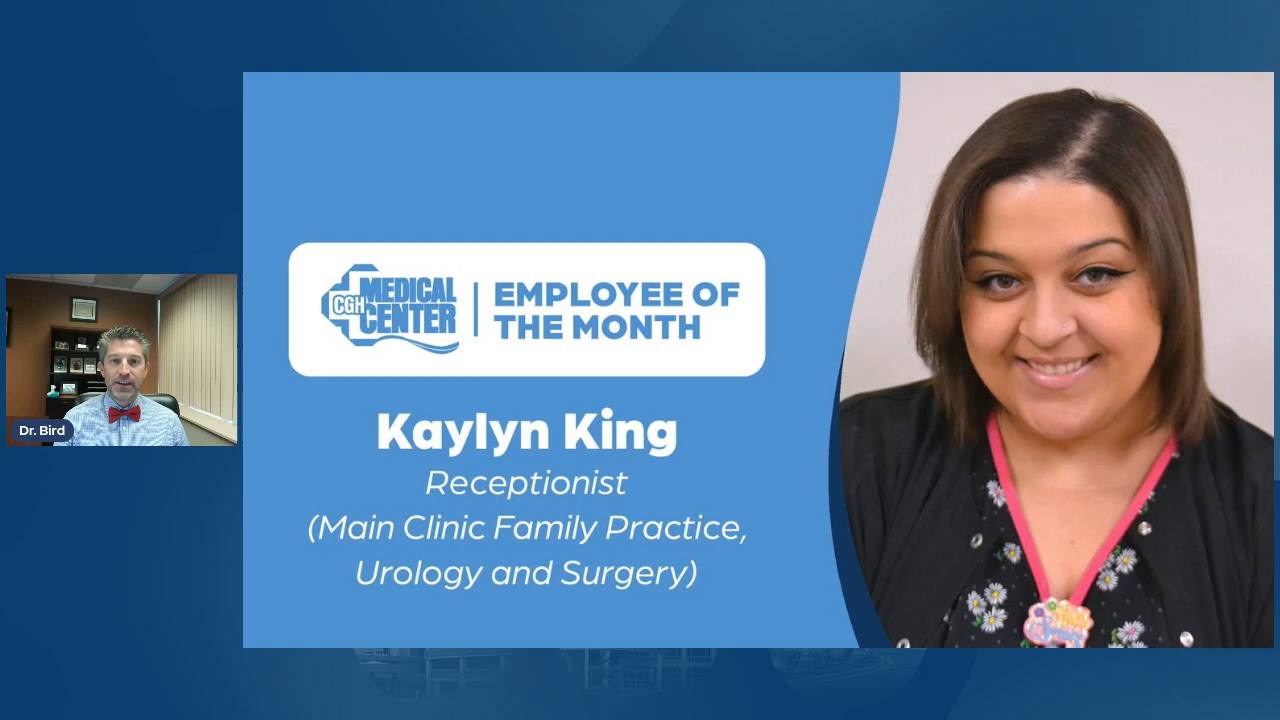 CGH MEDICAL CENTER
EMPLOYEE OF
THE MONTH
Kaylyn King
Receptionist
(Main Clinic Family Practice,
Urology and Surgery)
Dr. Bird